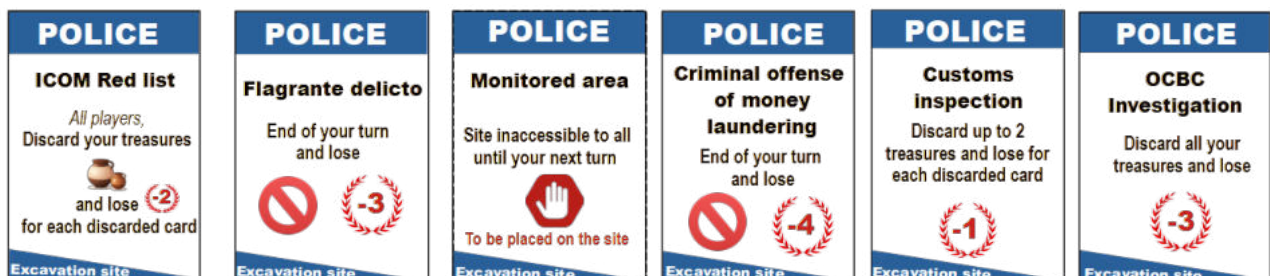 POLICE
ICOM Red list
All players,
Discard your treasures
and lose -2
for each discarded card
Excavation site
POLICE
Flagrante delicto
End of your turn
and lose
-3
Excavation site
POLICE
Monitored area
Site inaccessible to all
until your next turn
To be placed on the site
Excavation site
POLICE
Criminal offense
of money
laundering
End of your turn
and lose
-4
Excavation site
POLICE
Customs
inspection
Discard up to 2
treasures and lose for
each discarded card
-1
Excavation site
POLICE
OCBC
Investigation
Discard all your
treasures and lose
-3
Excavation site